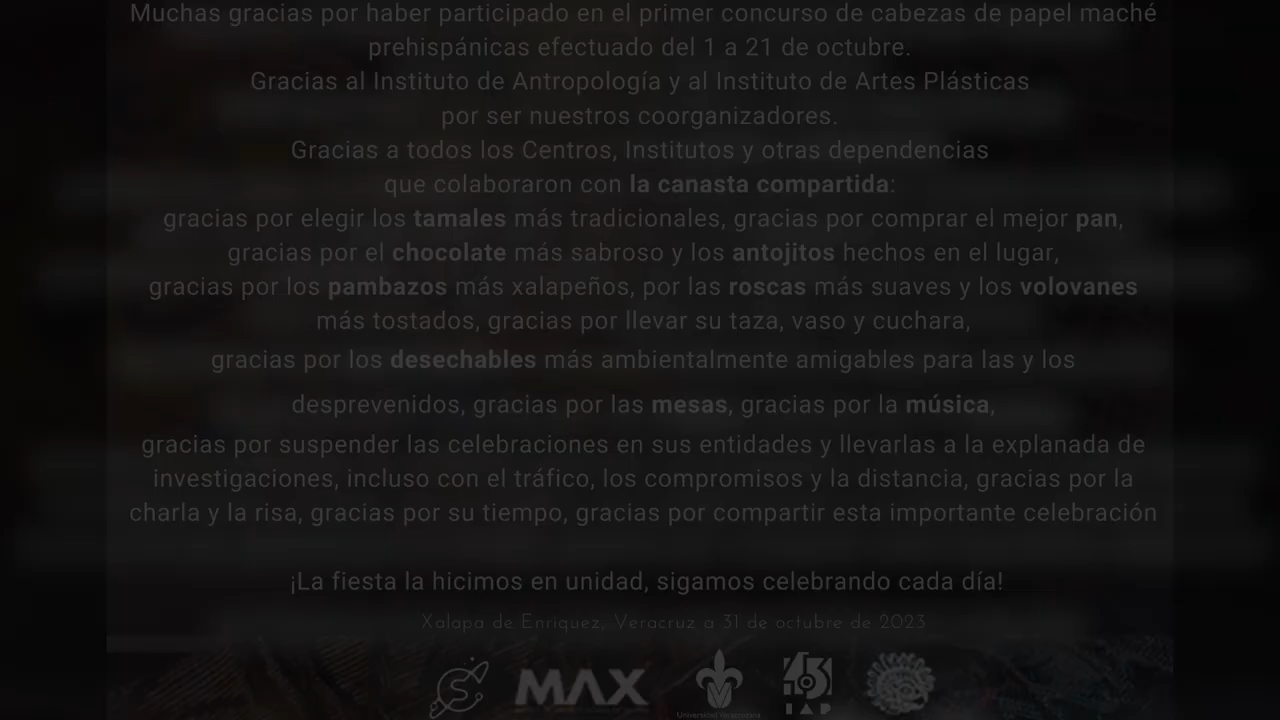 Muchas gracias por haber participado en el primer concurso de cabezas de papel maché
prehispánicas efectuado del 1 a 21 de octubre.
Gracias al Instituto de Antropología y al Instituto de Artes Plásticas
por ser nuestros coorganizadores.
Gracias a todos los Centros, Institutos y otras dependencias
que colaboraron con la canasta compartida:
gracias por elegir los tamales más tradicionales, gracias por comprar el mejor pan,
gracias por el chocolate más sabroso y los antojitos hechos en el lugar,
gracias por los pambazos más xalapeños, por las roscas más suaves y los volovanes
más tostados, gracias por llevar su taza, vaso y cuchara,
gracias por los desechables más ambientalmente amigables para las y los
desprevenidos, gracias por las mesas, gracias por la música,
gracias por suspender las celebraciones en sus entidades y llevarlas a la explanada de
investigaciones, incluso con el tráfico, los compromisos y la distancia, gracias por la
charla y la risa, gracias por su tiempo, gracias por compartir esta importante celebración
¡La fiesta la hicimos en unidad, sigamos celebrando cada día!
Xalapa de Enriquez, Veracruz a 31 de octubre de 2023
MAX
Universidad Veracruzana
IAP